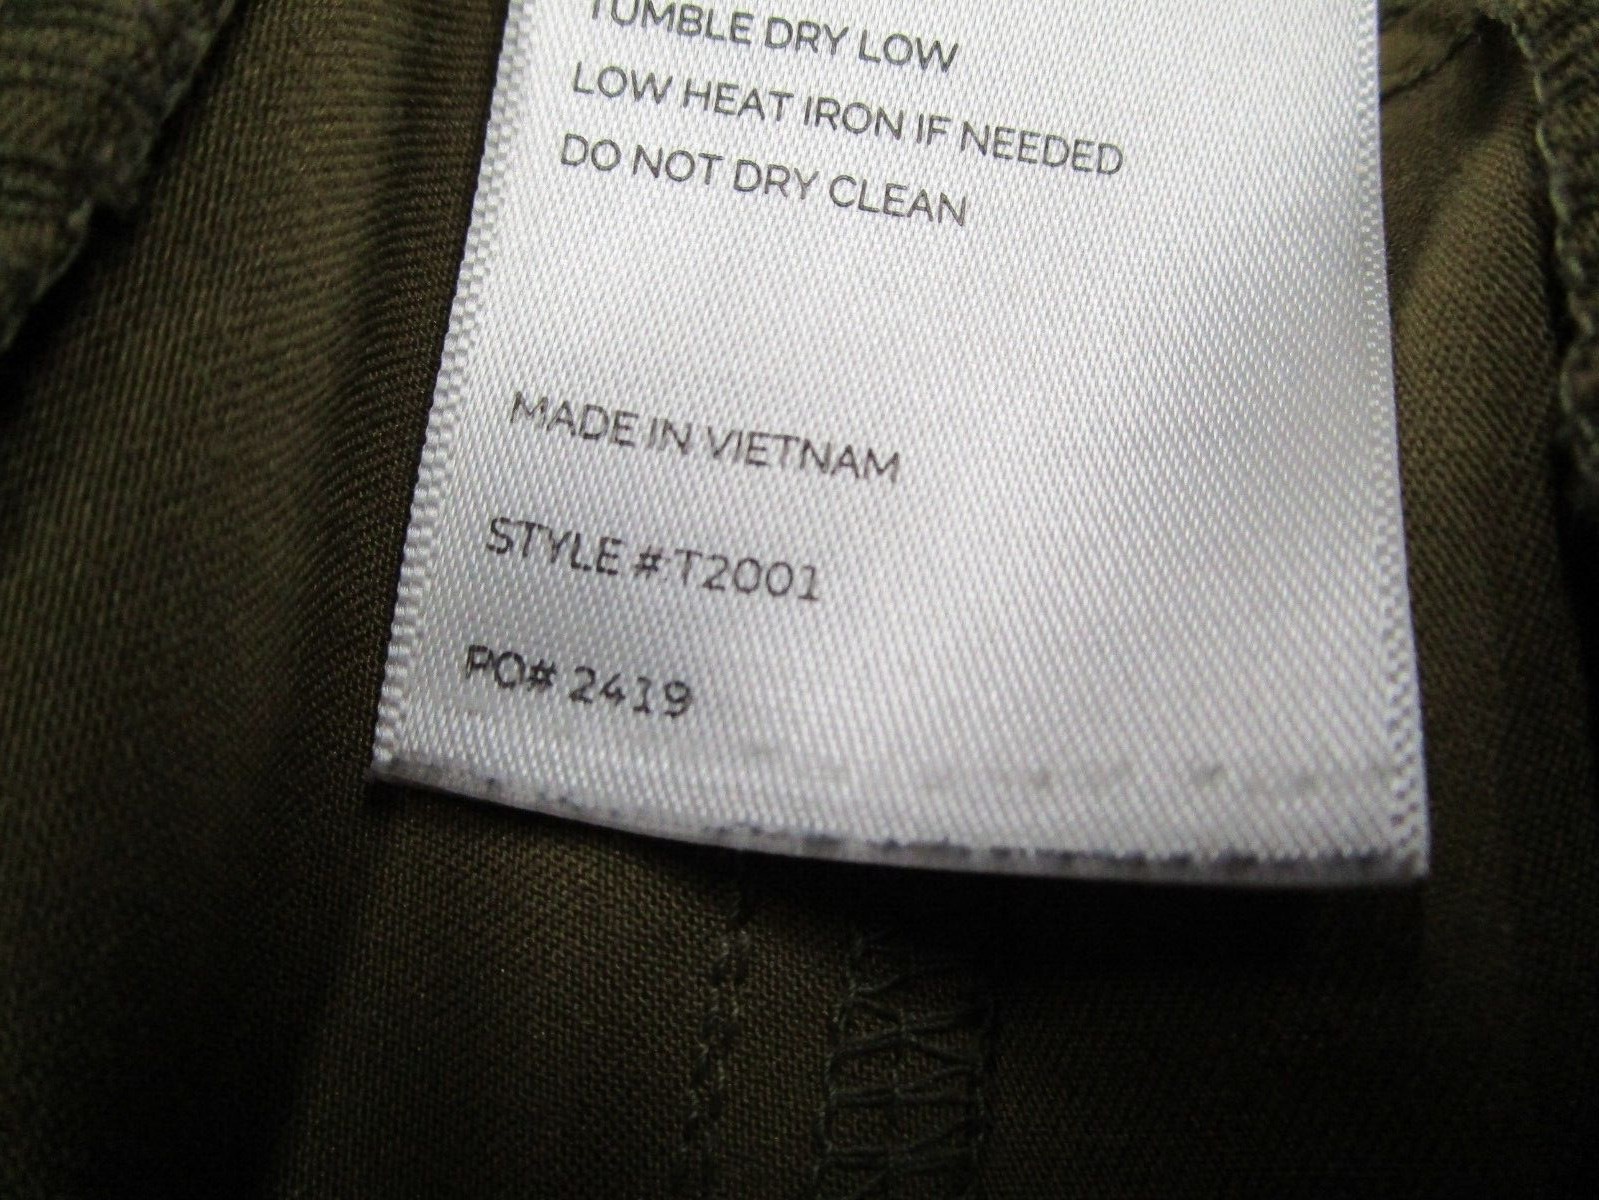 TUMBLE DRY LOW
LOW HEAT IRON IF NEEDED
DO NOT DRY CLEAN
MADE IN VIETNAM
STYLE #T2001
PO# 2419